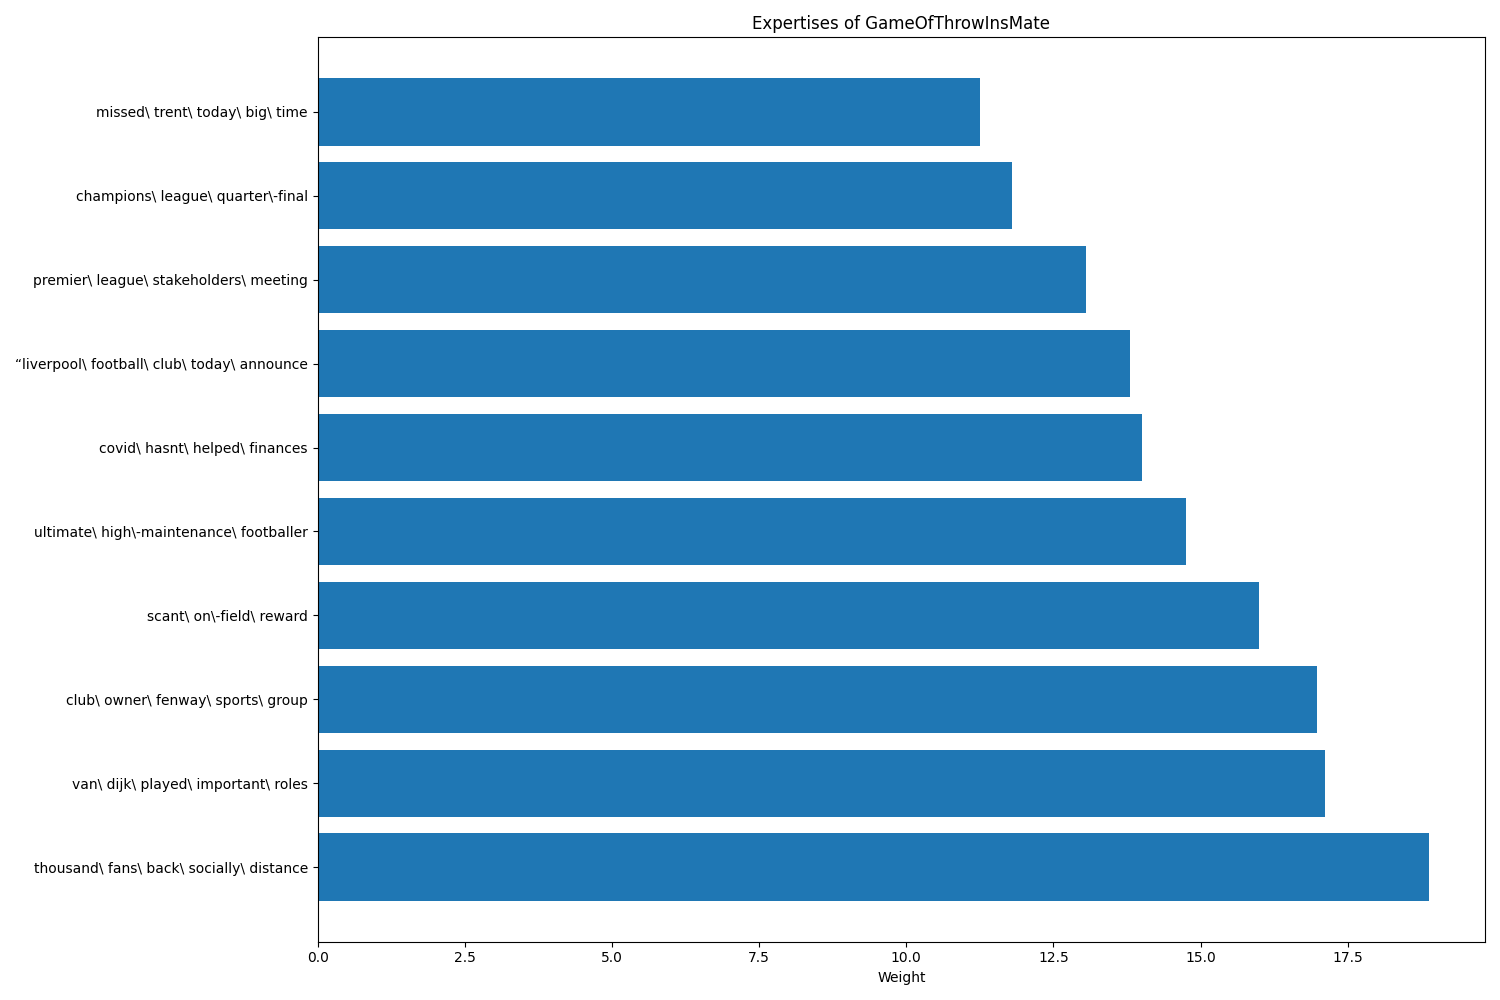 Expertises of GameOfThrowInsMate
missed\ trent\ today\ big\ time
champions\ league\ quarter\-final
premier\ league\ stakeholders\ meeting
“liverpool\ football\ club\ today\ announce
covid\ hasnt\ helped\ finances
ultimate\ high\-maintenance\ footballer
scant\ on\-field\ reward
club\ owner\ fenway\ sports\ group
van\ dijk\ played\ important\ roles
thousand\ fans\ back\ socially\ distance
0.0 2.5 5.0 7.5 10.0 12.5 15.0 17.5
Weight